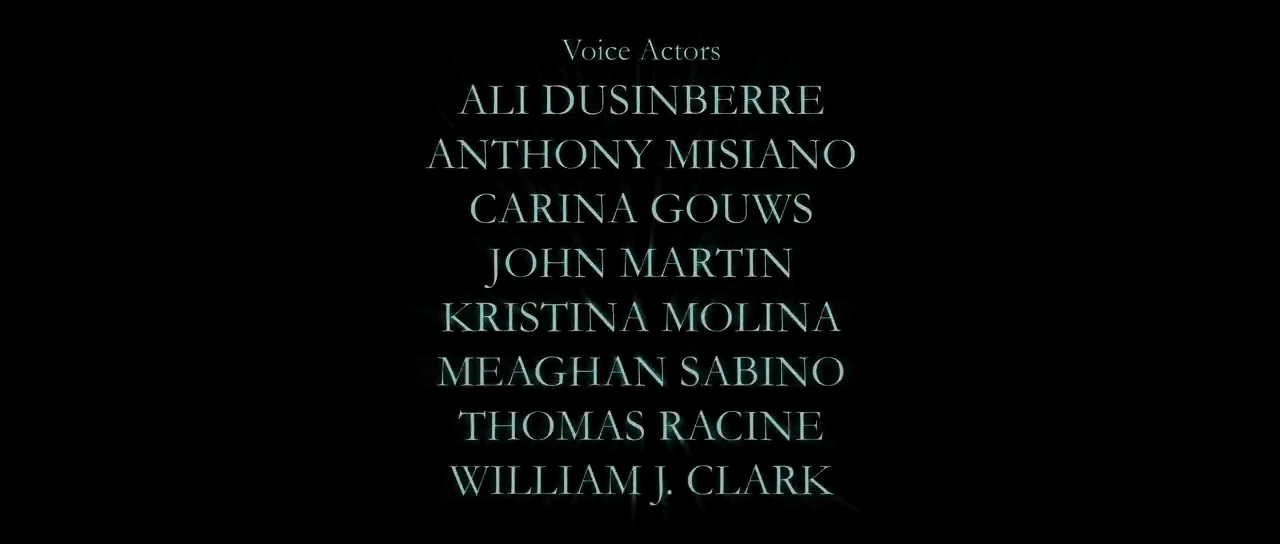 Voice Actors
ALI DUSINBERRE
ANTHONY MISIANO
CARINA GOUWS
JOHN MARTIN
KRISTINA MOLINA
MEAGHAN SABINO
THOMAS RACINE
WILLIAM J. CLARK